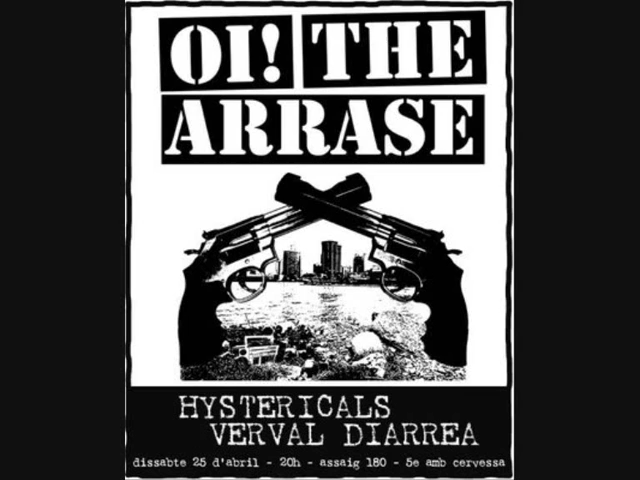 OI! THE
ARRASE
HYSTERICALS
VERVAL DIARREA
dissabte 25 d'abril - 20h - assaig 180 - 5e amb cervessa